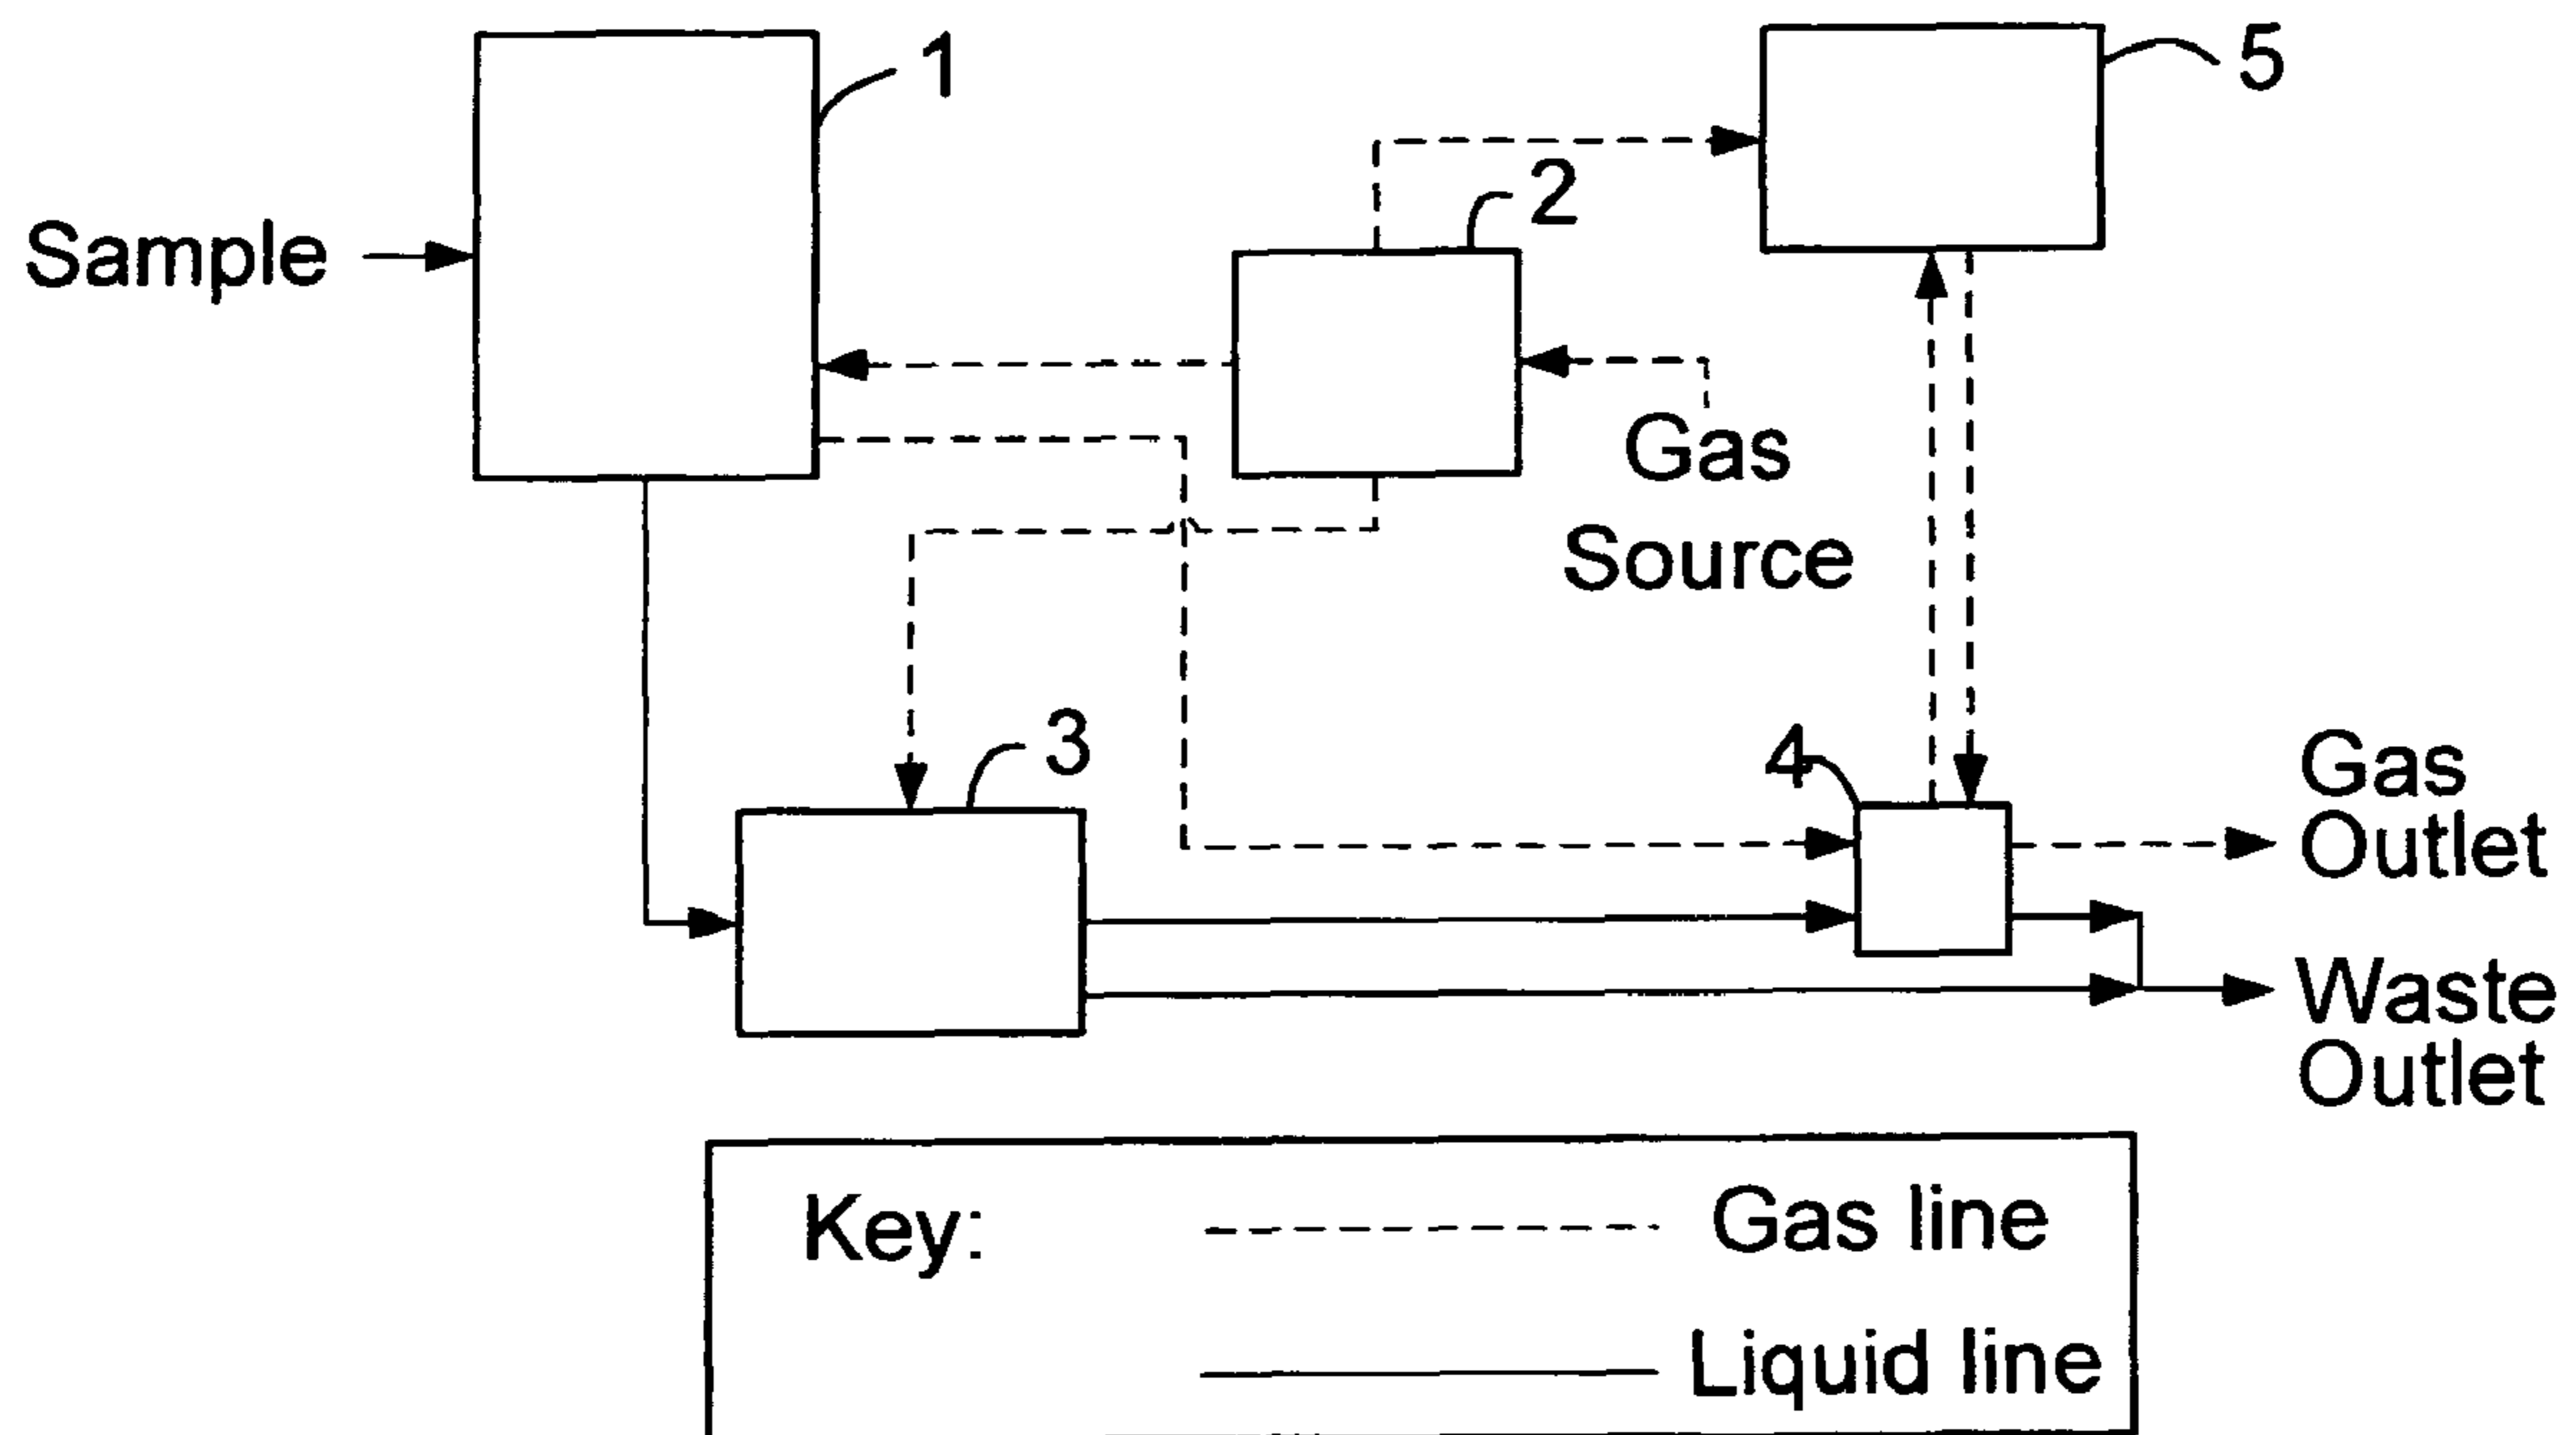 1
5
2
Sample
Gas
Source
3
4
Gas
Outlet
Waste
Outlet
Key:
Gas line
Liquid line